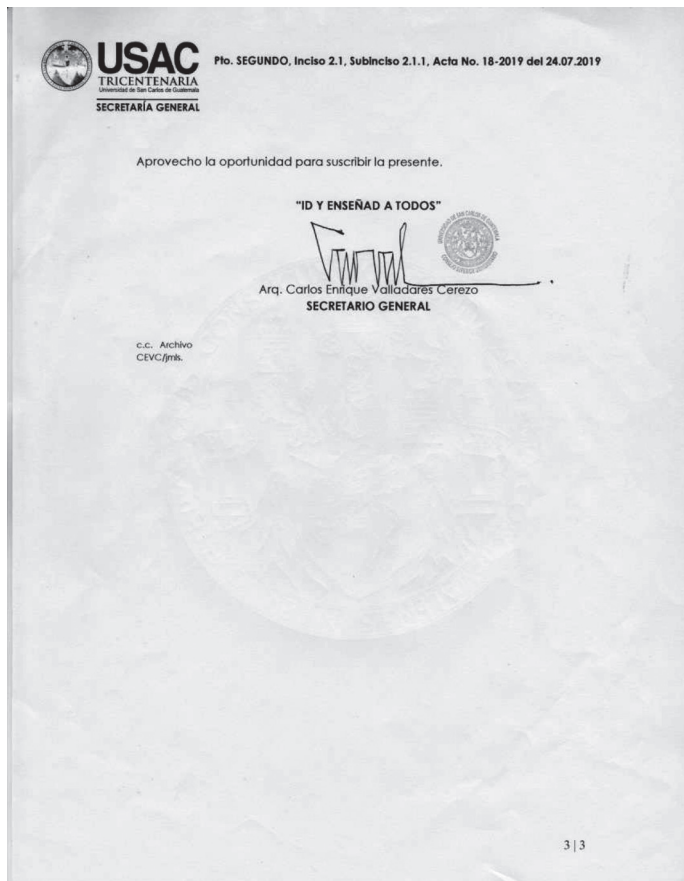 USAC
TRICENTENARIA
Universidad de San Carlos de Guatemala
SECRETARÍA GENERAL
Pto. SEGUNDO, Inciso 2.1, Subinciso 2.1.1, Acta No. 18-2019 del 24.07.2019
Aprovecho la oportunidad para suscribir la presente.
"ID Y ENSEÑAD A TODOS"
Arq. Carlos Enrique Valladares Cerezo
SECRETARIO GENERAL
c.c. Archivo
CEVC/jmls.
3|3